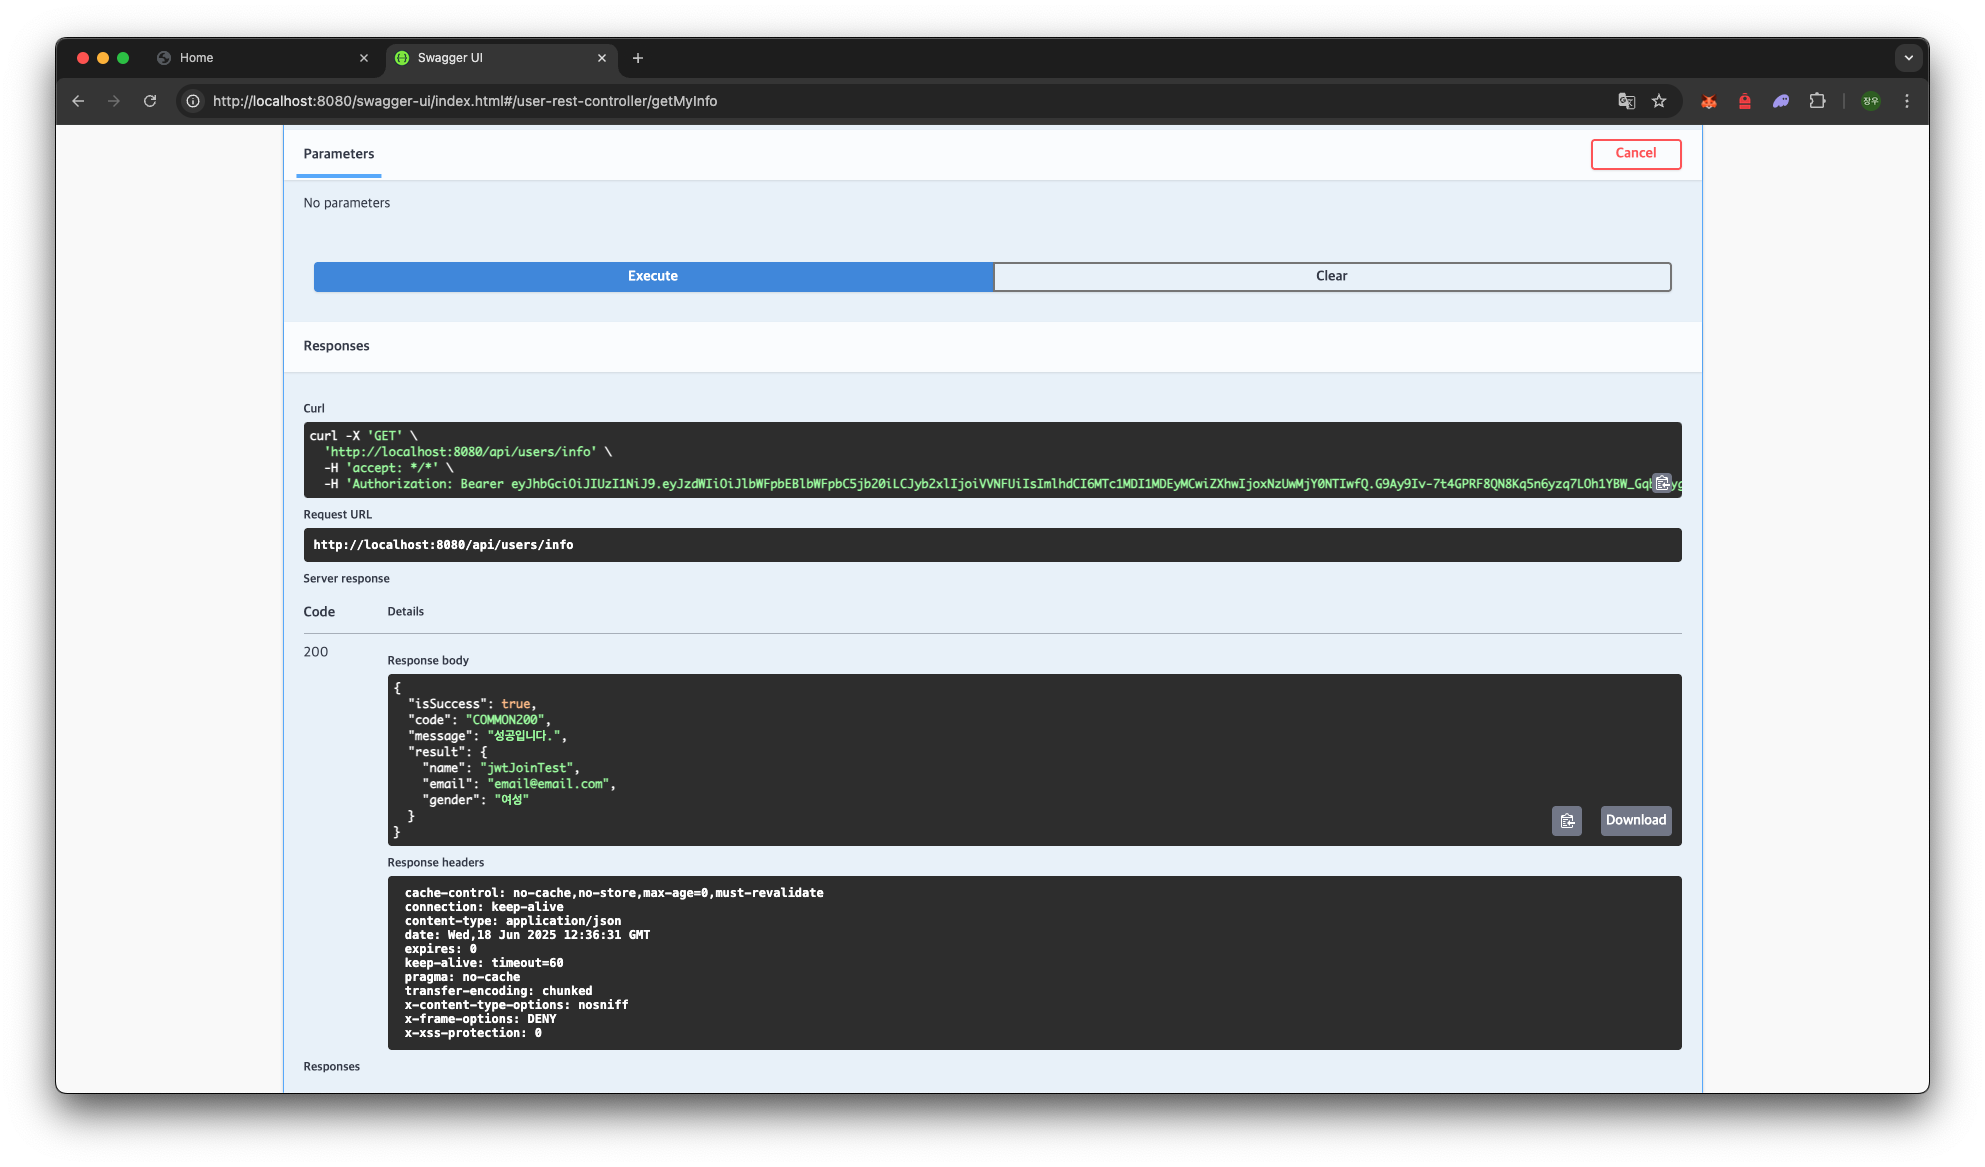 Home
Swagger UI
http://localhost:8080/swagger-ui/index.html#/user-rest-controller/getMyInfo
장우
Parameters
Cancel
No parameters
Execute
Clear
Responses
Curl
curl -X 'GET' \
'http://localhost:8080/api/users/info' \
-H 'accept: */*' \
-H 'Authorization: Bearer
Request URL
http://localhost:8080/api/users/info
Server response
Code
Details
200
Response body
{
"isSuccess": true,
"code": "COMMON200",
"message": "성공입니다.",
"result": {
"name": "jwtJoinTest",
"email": "email@email.com",
"gender": "여성"
}
}
Download
Response headers
cache-control: no-cache,no-store,max-age=0,must-revalidate
connection: keep-alive
content-type: application/json
date: Wed,18 Jun 2025 12:36:31 GMT
expires: 0
keep-alive: timeout=60
pragma: no-cache
transfer-encoding: chunked
x-content-type-options: nosniff
x-frame-options: DENY
x-xss-protection: 0
Responses